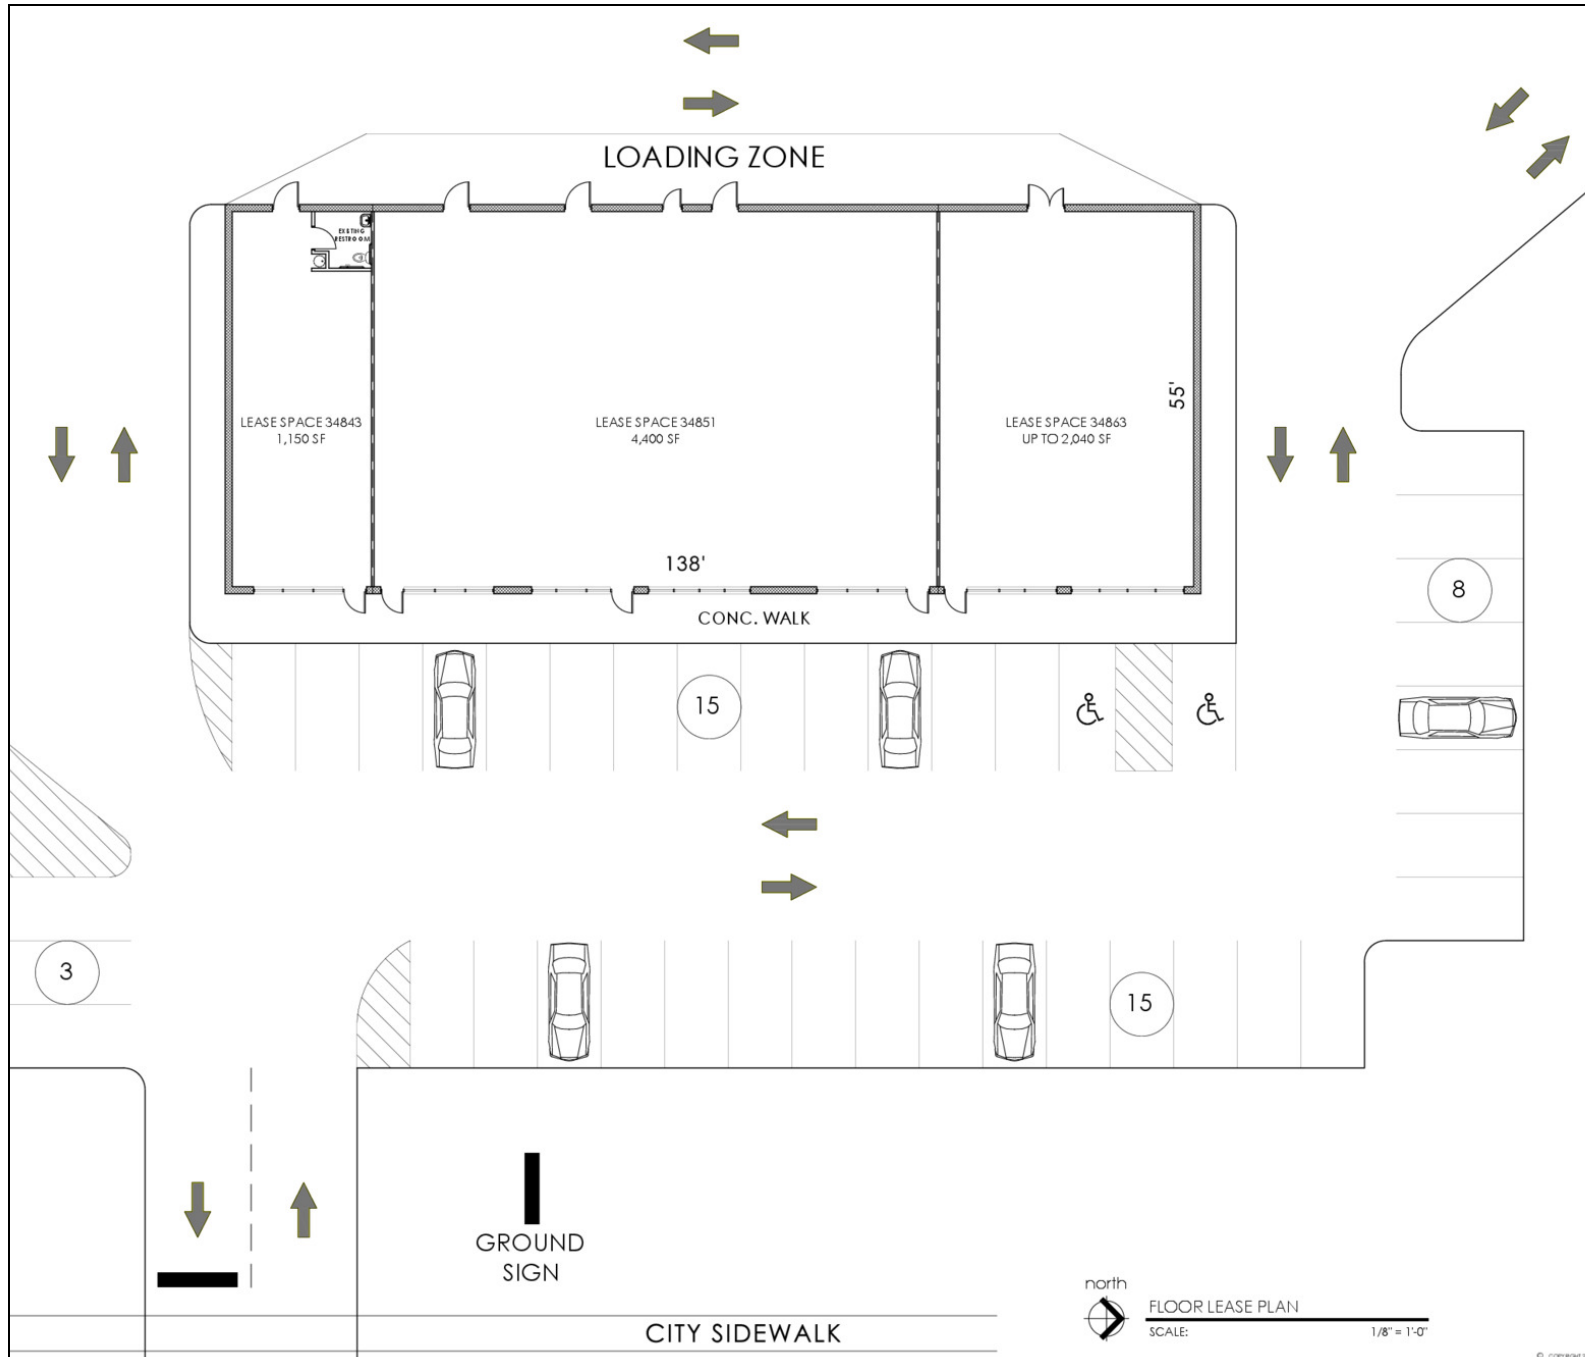 LOADING ZONE
EXISTING
RESTROOM
LEASE SPACE 34843
1,150 SF
LEASE SPACE 34851
4,400 SF
LEASE SPACE 34863
UP TO 2,040 SF
55'
138'
CONC. WALK
8
15
3
15
GROUND
SIGN
north
FLOOR LEASE PLAN
SCALE: 1/8" = 1'-0"
CITY SIDEWALK